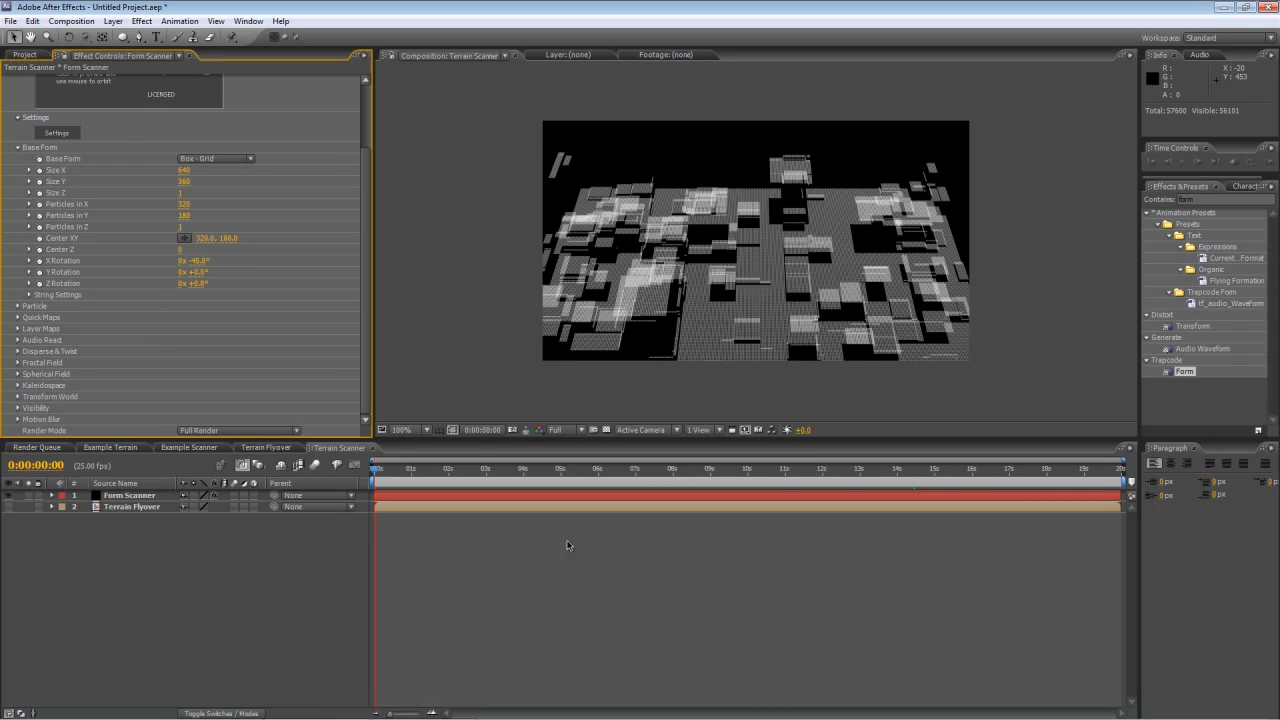 Adobe After Effects - Untitled Project.aep *
File Edit Composition Layer Effect Animation View Window Help
Workspace: Standard
Project Effect Controls: Form Scanner
Composition: Terrain Scanner Layer: (none) Footage: (none)
Info Audio
Terrain Scanner * Form Scanner
use mouse to orbit
LICENSED
R :
G :
B :
A : 0
X : -20
Y : 453
Total:57600 Visible:56101
Settings
Settings
Base Form
Base Form Box - Grid
Size X 640
Size Y 360
Size Z 1
Particles in X 320
Particles in Y 180
Particles in Z 1
Center XY 320.0, 180.0
Center Z 0
X Rotation 0x -45.0°
Y Rotation 0x +0.0°
Z Rotation 0x +0.0°
String Settings
Particle
Quick Maps
Layer Maps
Audio React
Disperse & Twist
Fractal Field
Spherical Field
Kaleidospace
Transform World
Visibility
Motion Blur
Render Mode Full Render
100% 0:00:00:00 Full Active Camera 1 View +0.0
Time Controls
Effects & Presets Charact
Contains: form
* Animation Presets
Presets
Text
Expressions
Current...Format
Organic
Flying Formation
Trapcode Form
tf_audio_WaveForm
Distort
Transform
Generate
Audio Waveform
Trapcode
Form
Render Queue Example Terrain Example Scanner Terrain Flyover Terrain Scanner
0:00:00:00 (25.00 fps)
01s 02s 03s 04s 05s 06s 07s 08s 09s 10s 11s 12s 13s 14s 15s 16s 17s 18s 19s 20s
# Source Name Parent
1 Form Scanner None
2 Terrain Flyover None
Paragraph
0 px 0 px 0 px
0 px 0 px
Toggle Switches / Modes